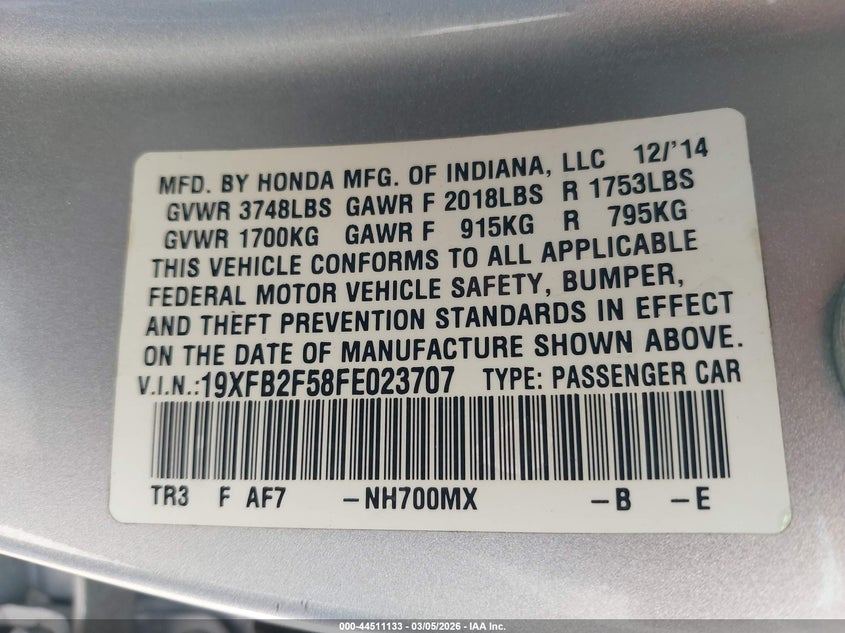 MFD. BY HONDA MFG. OF INDIANA, LLC 12/'14
GVWR 3748LBS GAWR F 2018LBS R 1753LBS
GVWR 1700KG GAWR F 915KG R 795KG
THIS VEHICLE CONFORMS TO ALL APPLICABLE
FEDERAL MOTOR VEHICLE SAFETY, BUMPER,
AND THEFT PREVENTION STANDARDS IN EFFECT
ON THE DATE OF MANUFACTURE SHOWN ABOVE.
V.I.N.:19XFB2F58FE023707 TYPE: PASSENGER CAR
TR3 F AF7 -NH700MX -B -E
000-44511133 | 03/05/2026 - IAA Inc.